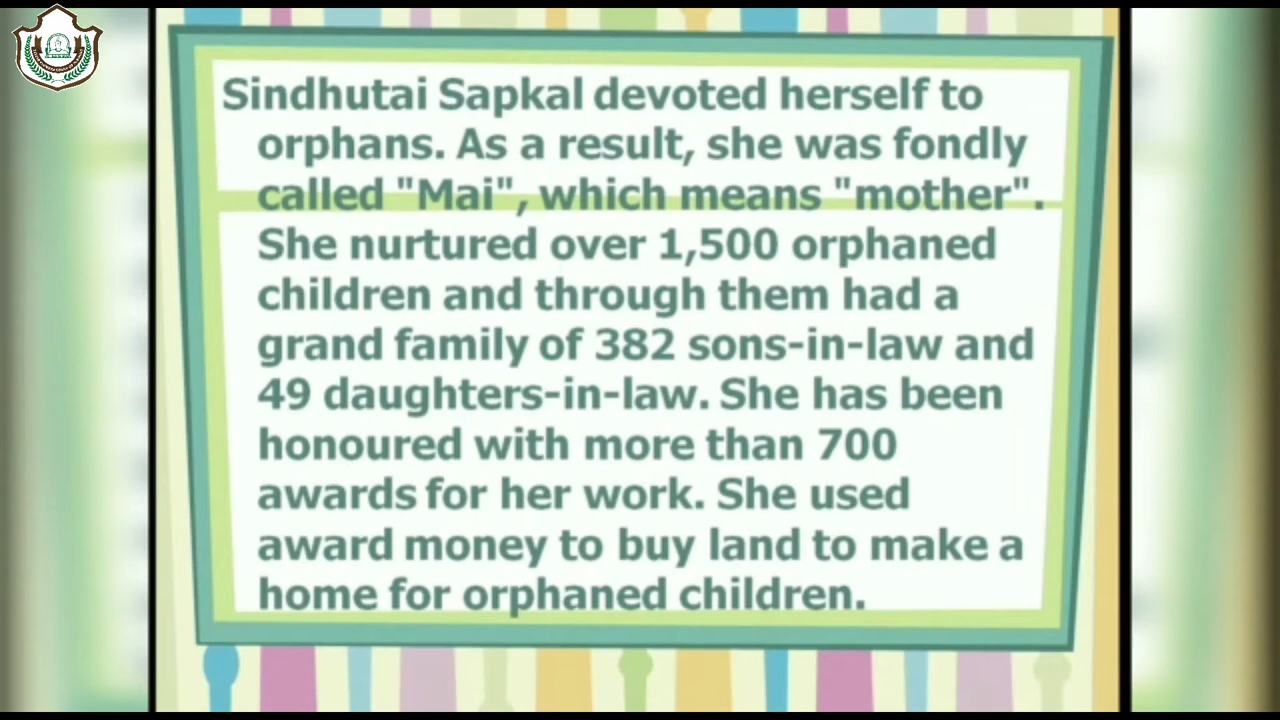 Sindhutai Sapkal devoted herself to
orphans. As a result, she was fondly
called "Mai", which means "mother".
She nurtured over 1,500 orphaned
children and through them had a
grand family of 382 sons-in-law and
49 daughters-in-law. She has been
honoured with more than 700
awards for her work. She used
award money to buy land to make a
home for orphaned children.